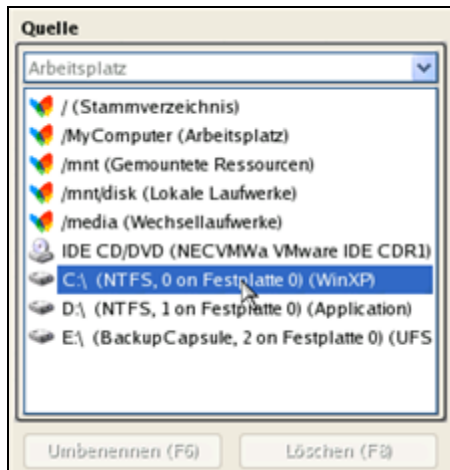 Quelle
Arbeitsplatz
/ (Stammverzeichnis)
/MyComputer (Arbeitsplatz)
/mnt (Gemountete Ressourcen)
/mnt/disk (Lokale Laufwerke)
/media (Wechsellaufwerke)
IDE CD/DVD (NECVMWa VMware IDE CDR1)
C:\ (NTFS, 0 on Festplatte 0) (WinXP)
D:\ (NTFS, 1 on Festplatte 0) (Application)
E:\ (BackupCapsule, 2 on Festplatte 0) (UFS
Umbenennen (F6)
Löschen (F8)